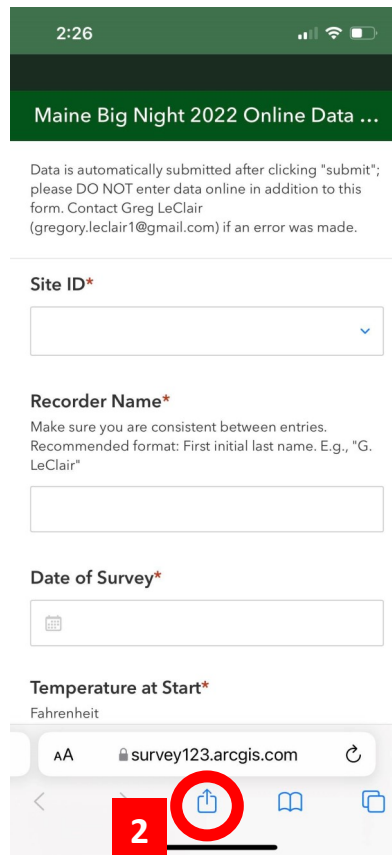 2:26
Maine Big Night 2022 Online Data ...
Data is automatically submitted after clicking "submit";
please DO NOT enter data online in addition to this
form. Contact Greg LeClair
(gregory.leclair1@gmail.com) if an error was made.
Site ID*
Recorder Name*
Make sure you are consistent between entries.
Recommended format: First initial last name. E.g., "G.
LeClair"
Date of Survey*
Temperature at Start*
Fahrenheit
AA survey123.arcgis.com
2